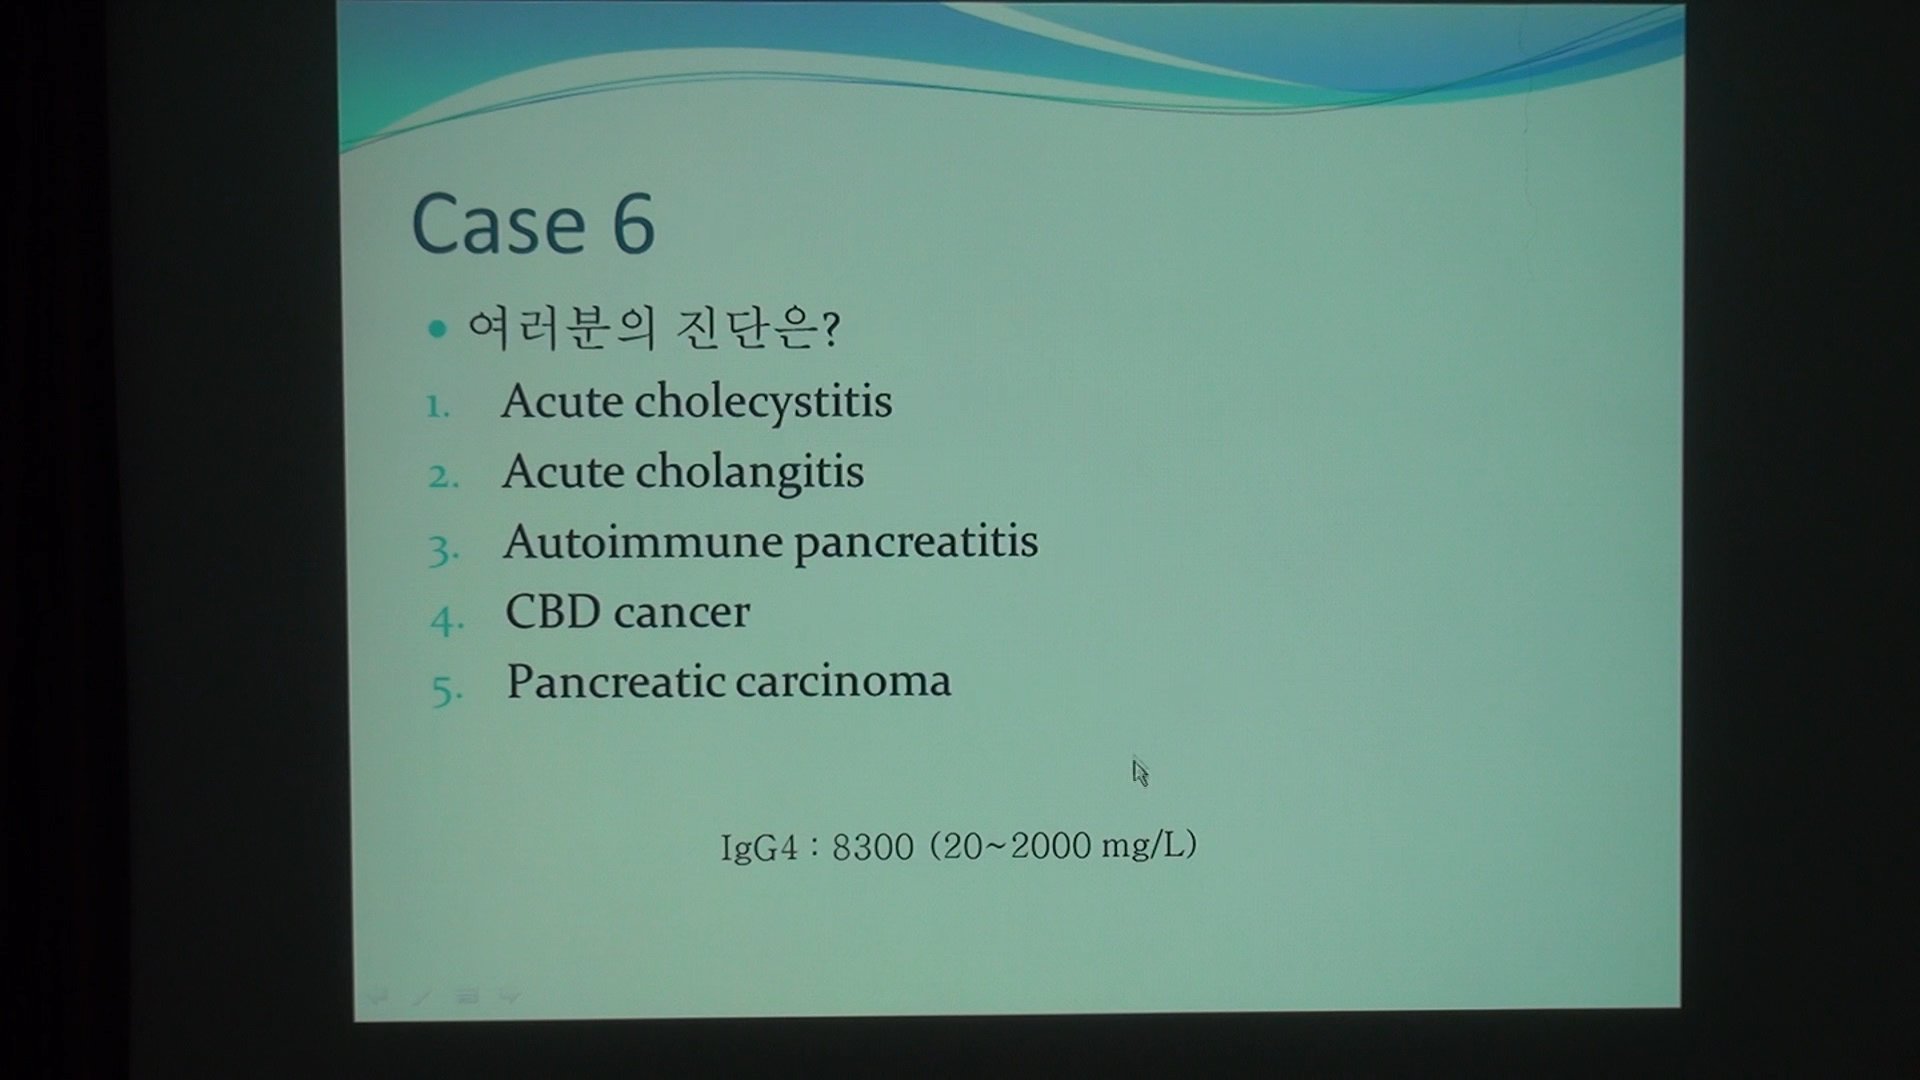 Case 6
• 여러분의 진단은?
1. Acute cholecystitis
2. Acute cholangitis
3. Autoimmune pancreatitis
4. CBD cancer
5. Pancreatic carcinoma
IgG4 : 8300 (20~2000 mg/L)